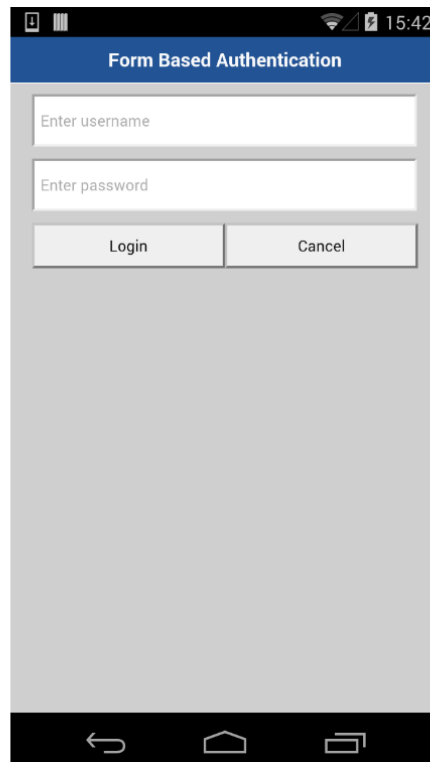 15:42
Form Based Authentication
Enter username
Enter password
Login Cancel